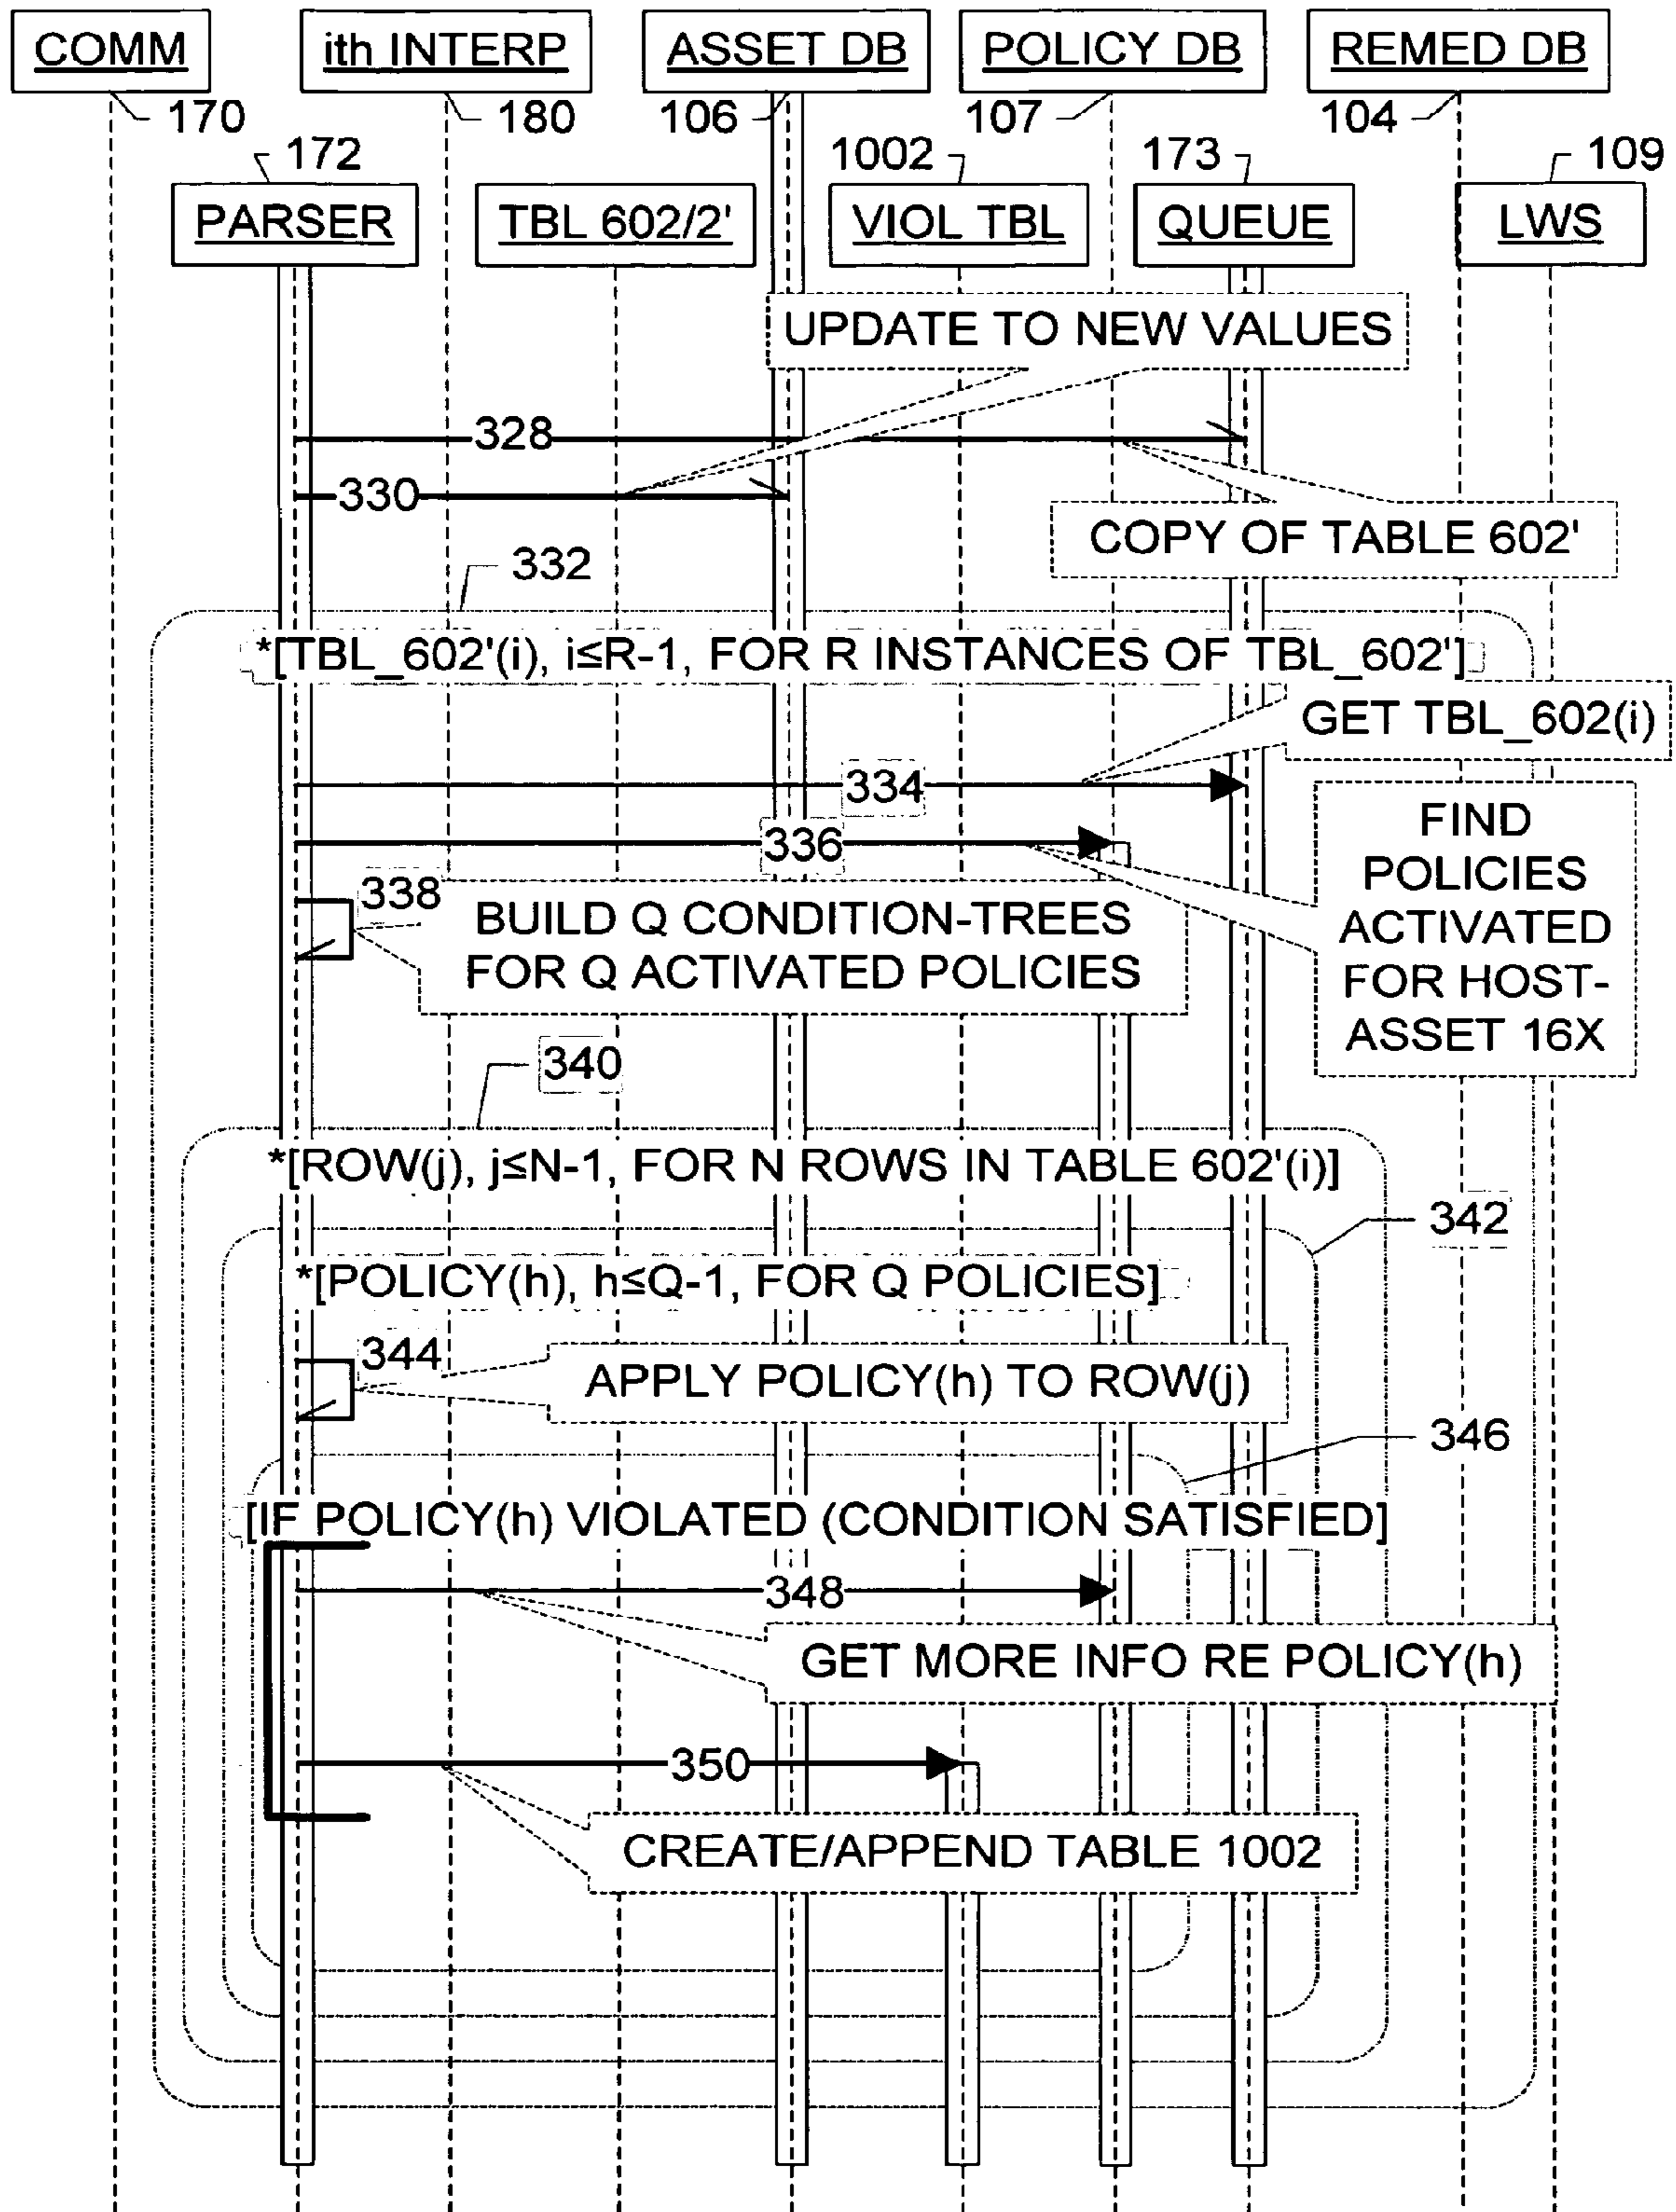 COMM
ith INTERP
ASSET DB
POLICY DB
REMED DB
170
180
106
107
104
172
1002
173
109
PARSER
TBL 602/2'
VIOL TBL
QUEUE
LWS
UPDATE TO NEW VALUES
328
330
COPY OF TABLE 602'
332
*[TBL_602'(i), i≤R-1, FOR R INSTANCES OF TBL_602']
GET TBL_602(i)
334
336
FIND
POLICIES
ACTIVATED
FOR HOST-
ASSET 16X
338
BUILD Q CONDITION-TREES
FOR Q ACTIVATED POLICIES
340
*[ROW(j), j≤N-1, FOR N ROWS IN TABLE 602'(i)]
342
*[POLICY(h), h≤Q-1, FOR Q POLICIES]
344
APPLY POLICY(h) TO ROW(j)
346
[IF POLICY(h) VIOLATED (CONDITION SATISFIED]
348
GET MORE INFO RE POLICY(h)
350
CREATE/APPEND TABLE 1002